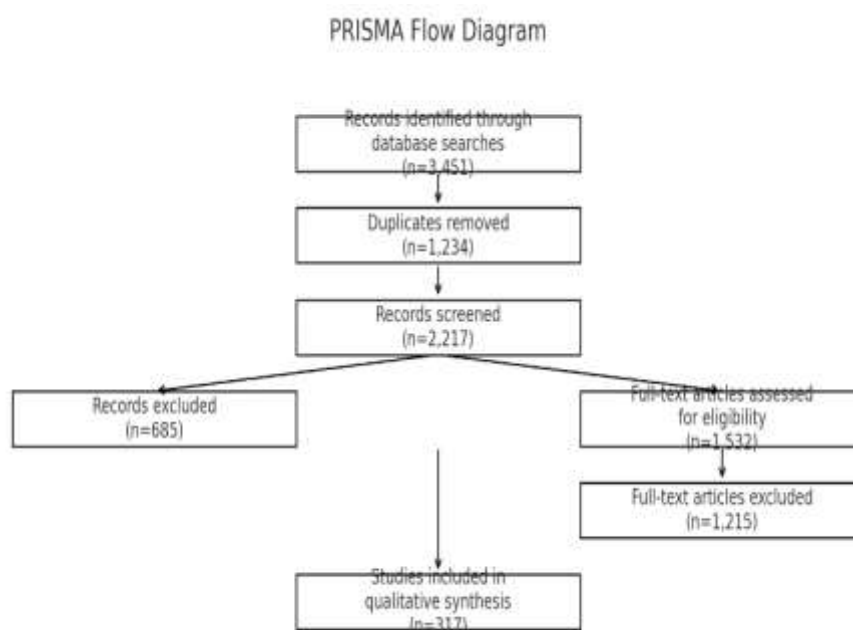 PRISMA Flow Diagram
Records identified through
database searches
(n=3,451)
Duplicates removed
(n=1,234)
Records screened
(n=2,217)
Records excluded
(n=685)
Full-text articles assessed
for eligibility
(n=1,532)
Full-text articles excluded
(n=1,215)
Studies included in
qualitative synthesis
(n=317)